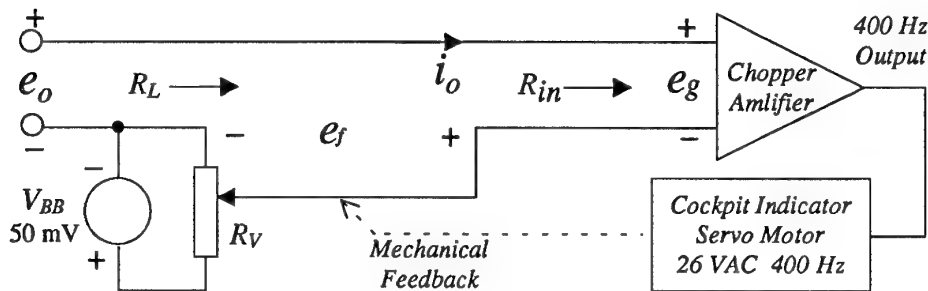 +
e_o
−
R_L
i_o
R_in
+
e_g
−
Chopper
Amlifier
400 Hz
Output
−
e_f
+
−
V_BB
50 mV
+
R_V
Mechanical
Feedback
Cockpit Indicator
Servo Motor
26 VAC 400 Hz